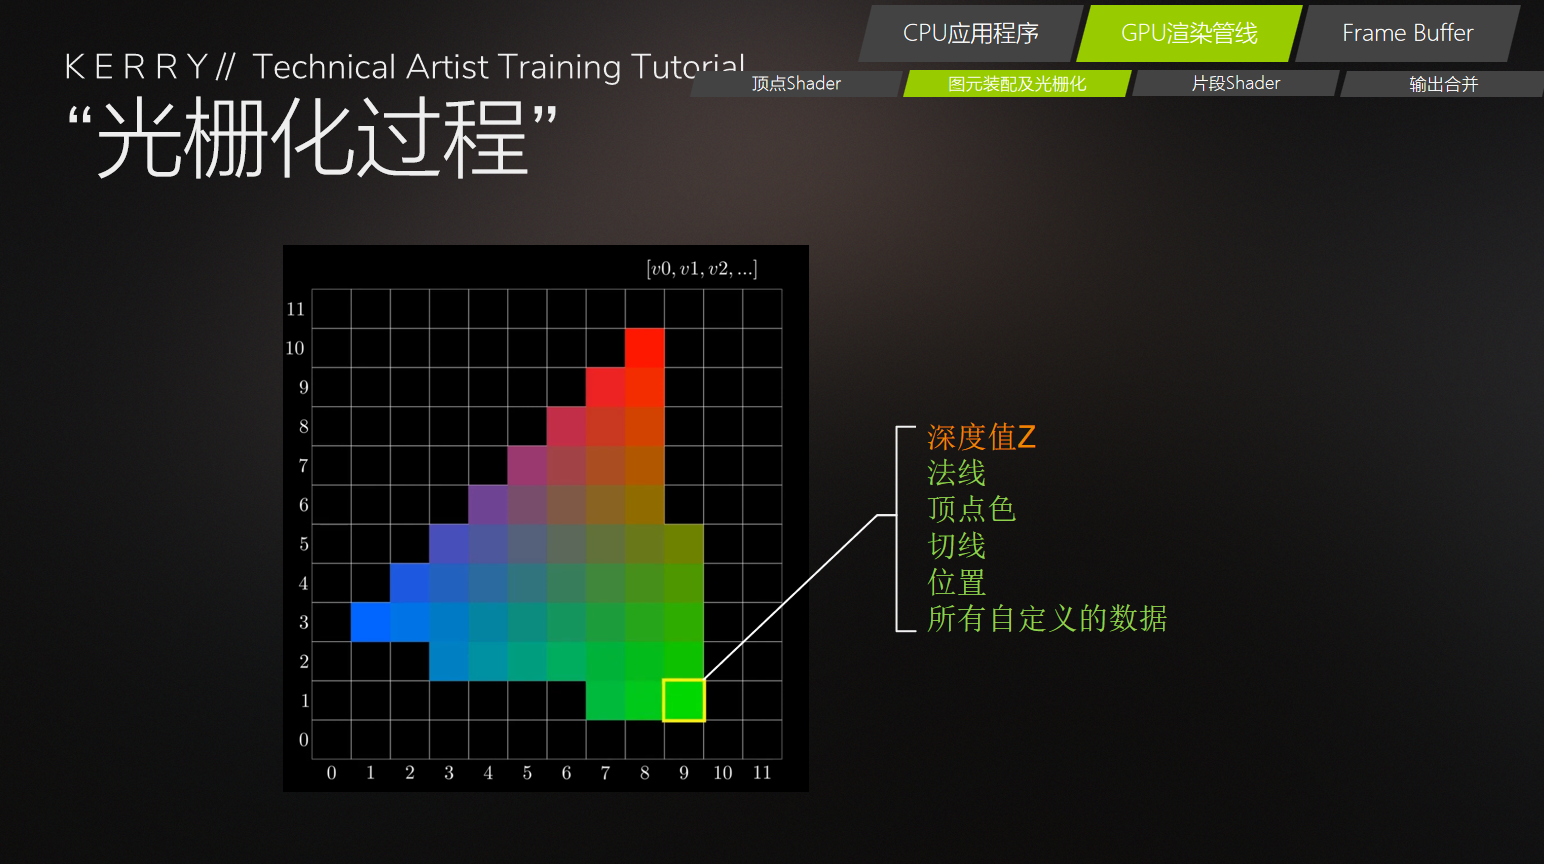 CPU应用程序 GPU渲染管线 Frame Buffer
KERRY// Technical Artist Training Tutorial
顶点Shader 图元装配及光栅化 片段Shader 输出合并
“光栅化过程”
[v0, v1, v2, ...]
11
10
9
8
7
6
5
4
3
2
1
0
0 1 2 3 4 5 6 7 8 9 10 11
深度值Z
法线
顶点色
切线
位置
所有自定义的数据